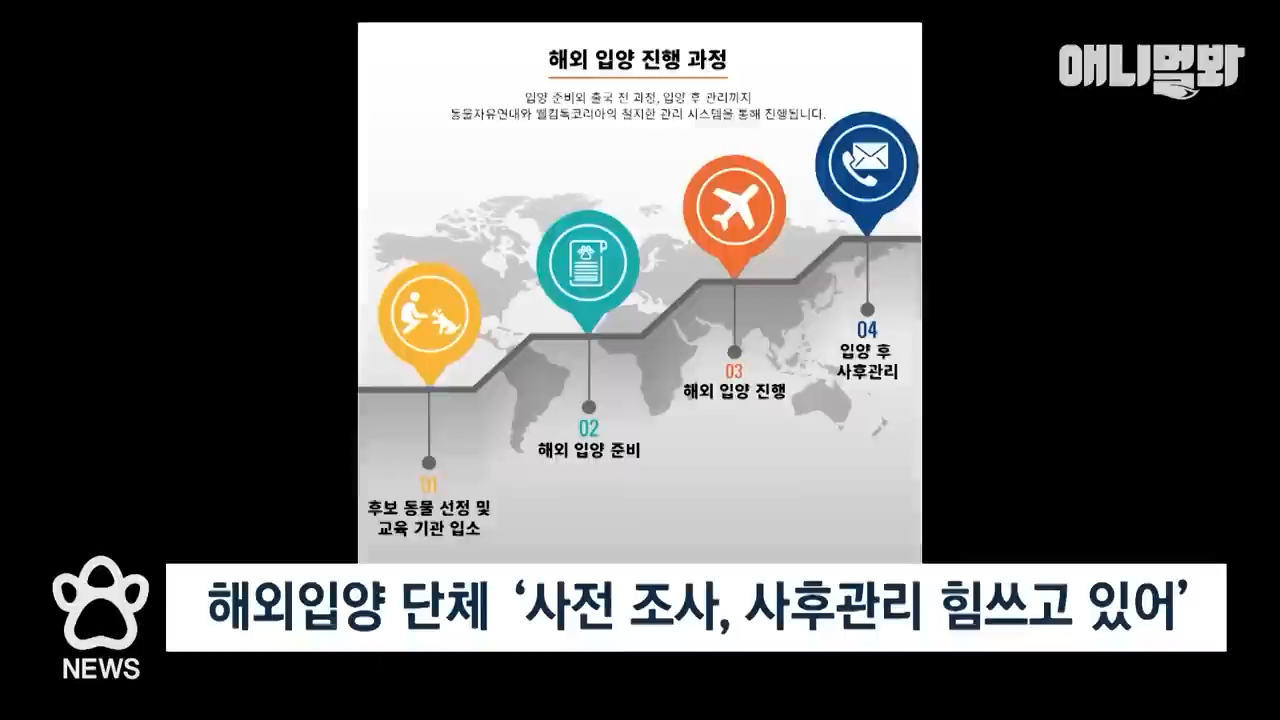 해외 입양 진행 과정
애니멀봐
입양 준비외 출국 전 과정, 입양 후 관리까지
동물자유연대와 웰컴독코리아의 철저한 관리 시스템을 통해 진행됩니다.
04
입양 후
사후관리
03
해외 입양 진행
02
해외 입양 준비
01
후보 동물 선정 및
교육 기관 입소
해외입양 단체 ‘사전 조사, 사후관리 힘쓰고 있어’
NEWS